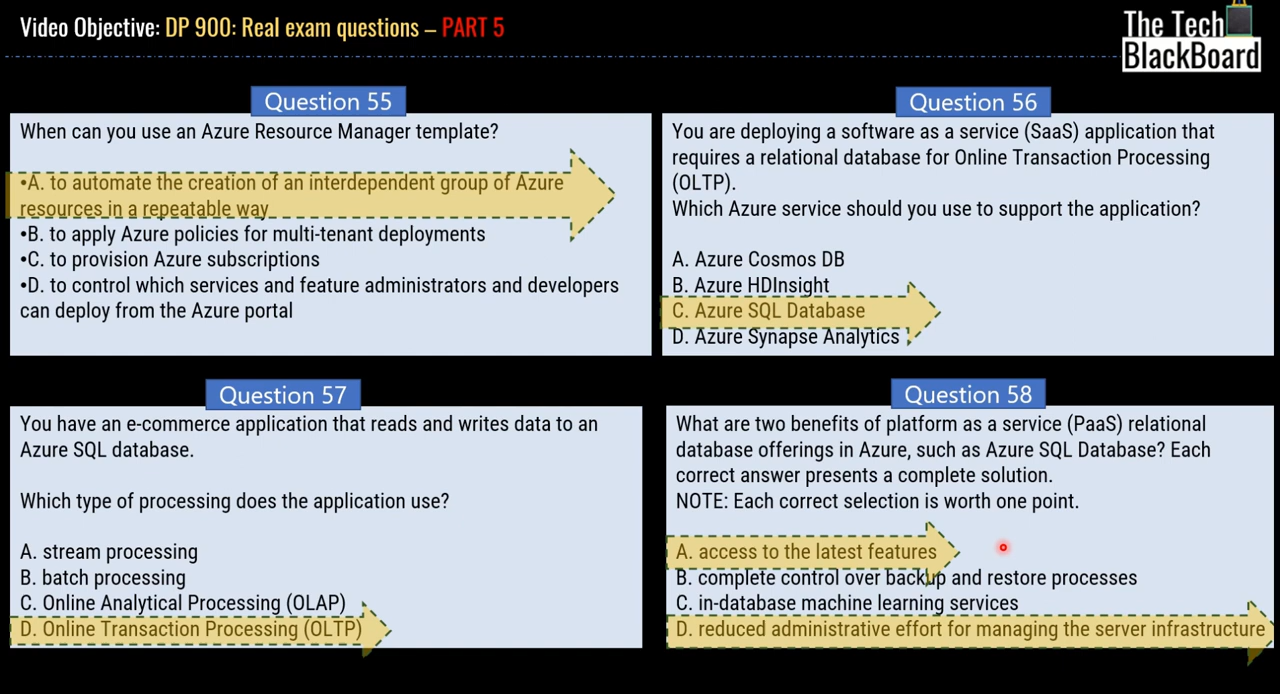 Video Objective: DP 900: Real exam questions – PART 5
The Tech
BlackBoard
Question 55
When can you use an Azure Resource Manager template?
•A. to automate the creation of an interdependent group of Azure
resources in a repeatable way
•B. to apply Azure policies for multi-tenant deployments
•C. to provision Azure subscriptions
•D. to control which services and feature administrators and developers
can deploy from the Azure portal
Question 56
You are deploying a software as a service (SaaS) application that
requires a relational database for Online Transaction Processing
(OLTP).
Which Azure service should you use to support the application?
A. Azure Cosmos DB
B. Azure HDInsight
C. Azure SQL Database
D. Azure Synapse Analytics
Question 57
You have an e-commerce application that reads and writes data to an
Azure SQL database.
Which type of processing does the application use?
A. stream processing
B. batch processing
C. Online Analytical Processing (OLAP)
D. Online Transaction Processing (OLTP)
Question 58
What are two benefits of platform as a service (PaaS) relational
database offerings in Azure, such as Azure SQL Database? Each
correct answer presents a complete solution.
NOTE: Each correct selection is worth one point.
A. access to the latest features
B. complete control over backup and restore processes
C. in-database machine learning services
D. reduced administrative effort for managing the server infrastructure